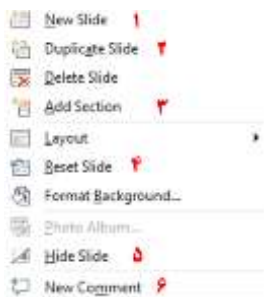 New Slide ۱
Duplicate Slide ۲
Delete Slide
Add Section ۳
Layout
Reset Slide ۴
Format Background...
Photo Album...
Hide Slide ۵
New Comment ۶